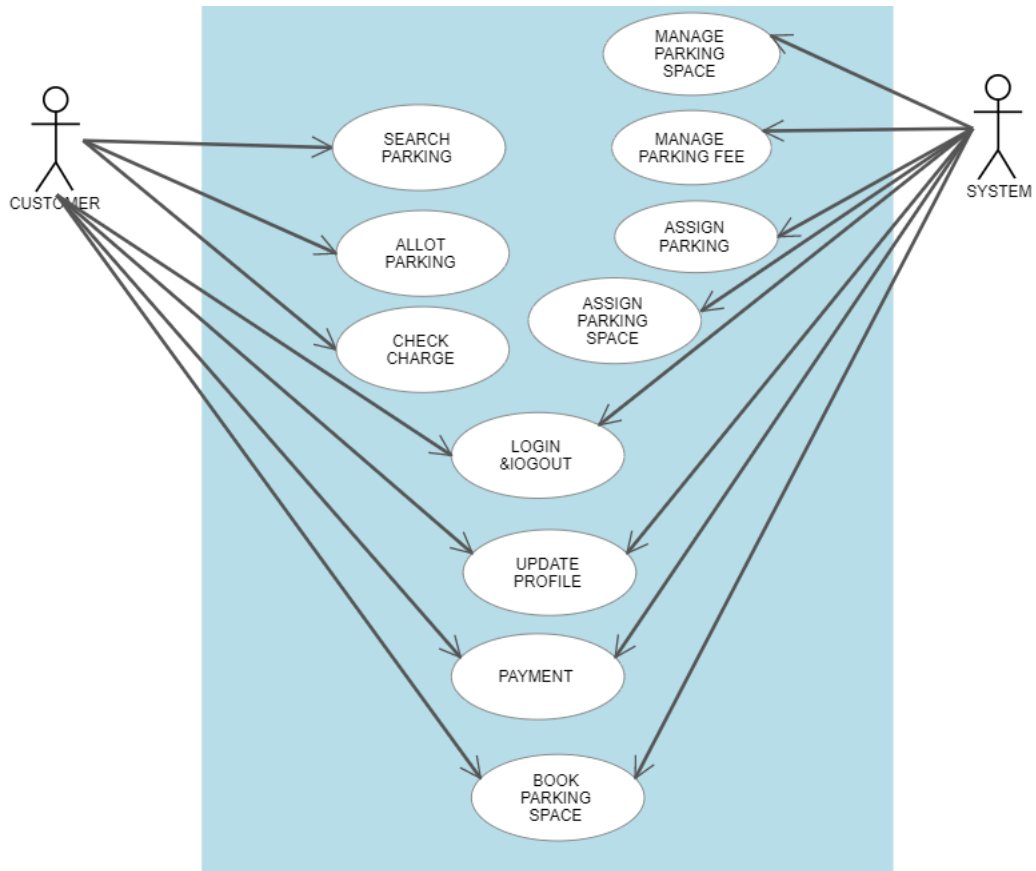 MANAGE
PARKING
SPACE
SEARCH
PARKING
MANAGE
PARKING FEE
CUSTOMER
SYSTEM
ALLOT
PARKING
ASSIGN
PARKING
ASSIGN
PARKING
SPACE
CHECK
CHARGE
LOGIN
&lOGOUT
UPDATE
PROFILE
PAYMENT
BOOK
PARKING
SPACE